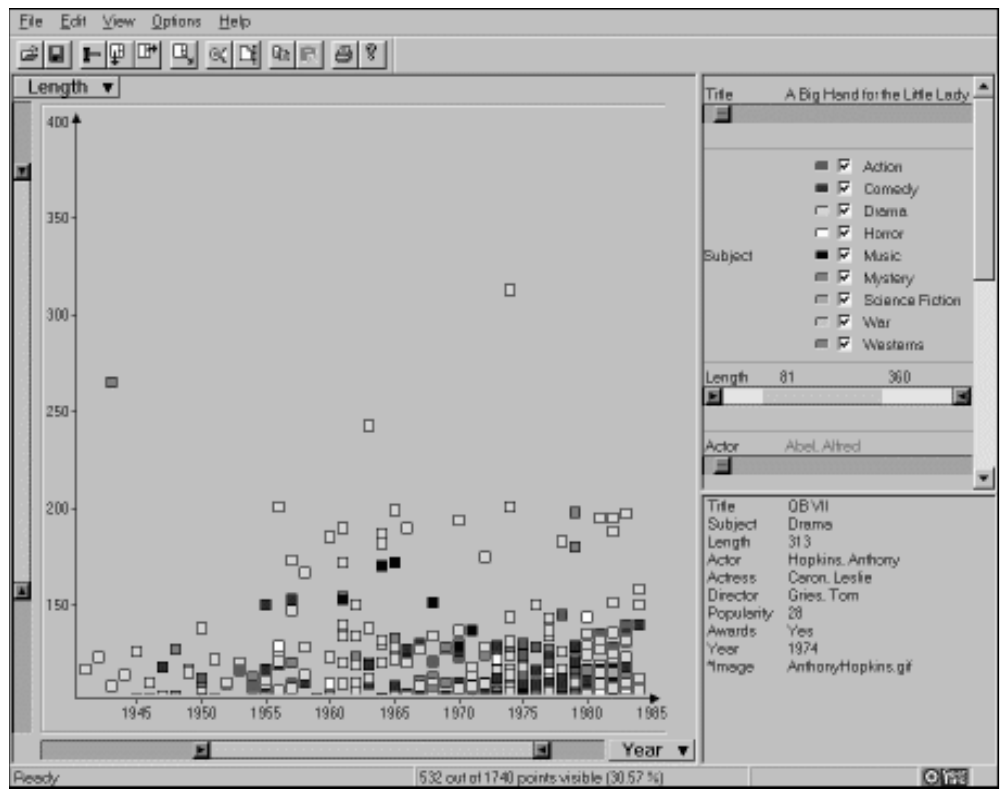 File Edit View Options Help
Length
400
350
300
250
200
150
1945 1950 1955 1960 1965 1970 1975 1980 1985
Year
Title A Big Hand for the Little Lady
Subject
Action
Comedy
Drama
Horror
Music
Mystery
Science Fiction
War
Westerns
Length 81 360
Actor Abel, Alfred
Title QB VII
Subject Drama
Length 313
Actor Hopkins, Anthony
Actress Caron, Leslie
Director Gries, Tom
Popularity 28
Awards Yes
Year 1974
*Image AnthonyHopkins.gif
Ready
532 out of 1740 points visible (30.57 %)